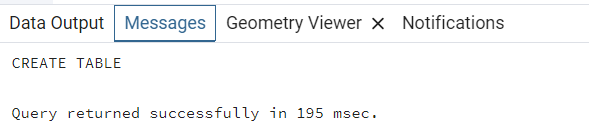 Data Output Messages Geometry Viewer × Notifications
CREATE TABLE
Query returned successfully in 195 msec.